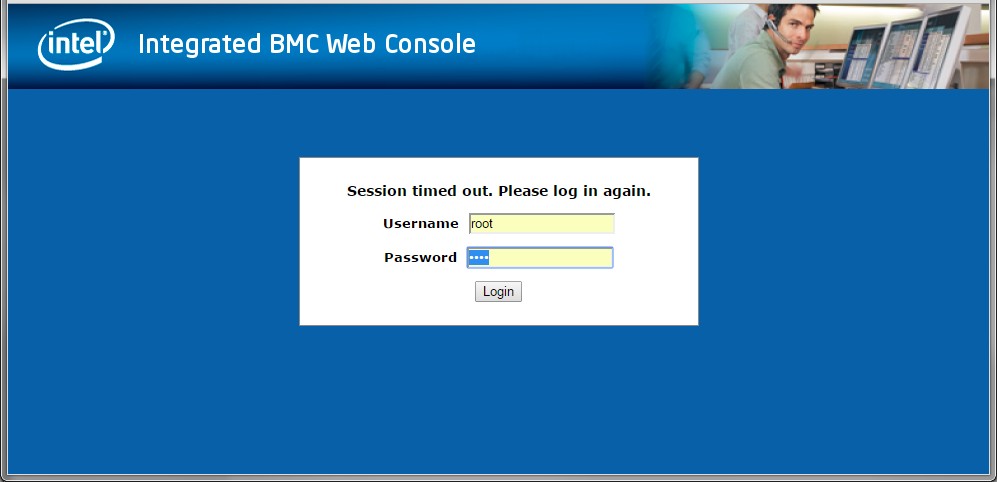 intel® Integrated BMC Web Console
Session timed out. Please log in again.
Username root
Password ••••
Login